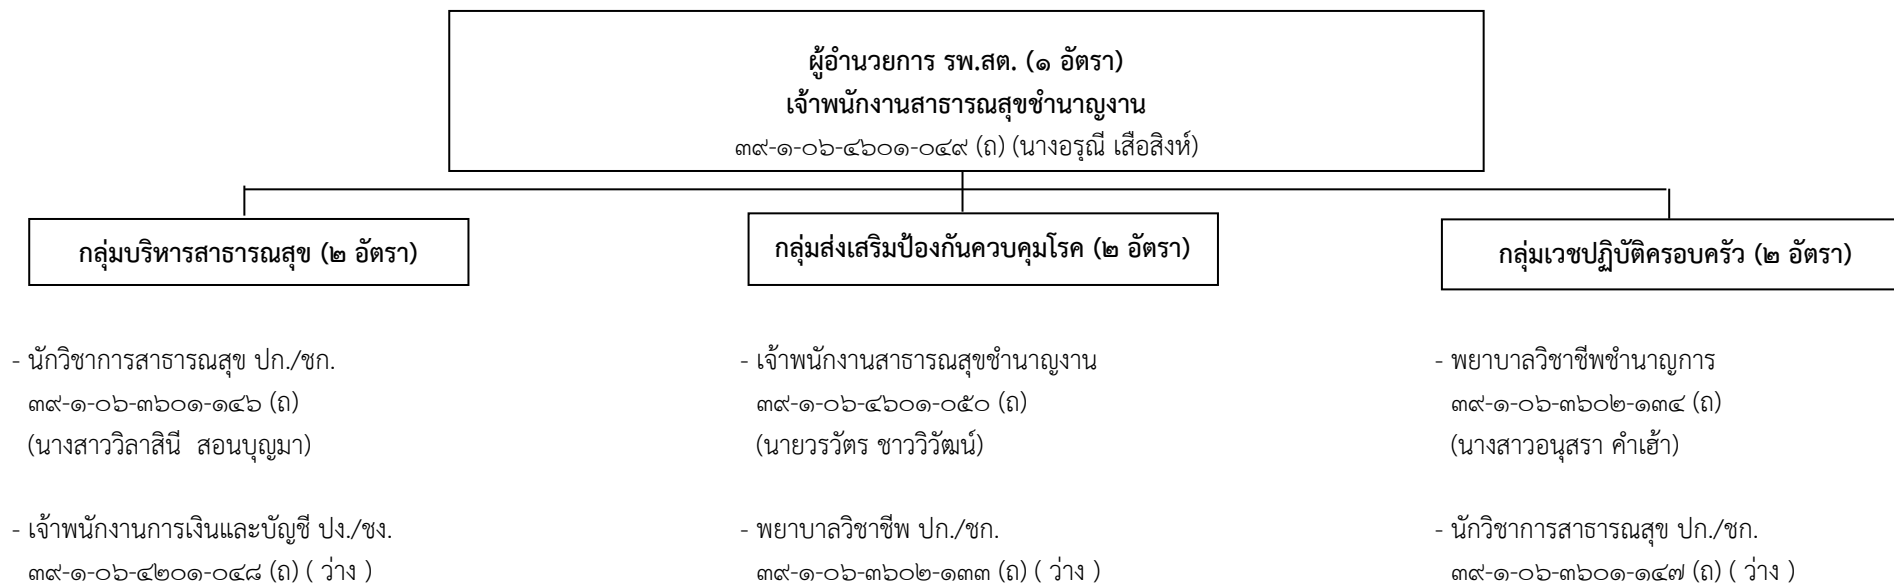 ผู้อำนวยการ รพ.สต. (๑ อัตรา)
เจ้าพนักงานสาธารณสุขชำนาญงาน
๓๙-๑-๐๖-๔๖๐๑-๐๔๙ (ถ) (นางอรุณี เสือสิงห์)
กลุ่มบริหารสาธารณสุข (๒ อัตรา)
- นักวิชาการสาธารณสุข ปก./ชก.
๓๙-๑-๐๖-๓๖๐๑-๑๔๖ (ถ)
(นางสาววิลาสินี สอนบุญมา)
- เจ้าพนักงานการเงินและบัญชี ปง./ชง.
๓๙-๑-๐๖-๔๒๐๑-๐๔๘ (ถ) ( ว่าง )
กลุ่มส่งเสริมป้องกันควบคุมโรค (๒ อัตรา)
- เจ้าพนักงานสาธารณสุขชำนาญงาน
๓๙-๑-๐๖-๔๖๐๑-๐๕๐ (ถ)
(นายวรวัตร ชาววิวัฒน์)
- พยาบาลวิชาชีพ ปก./ชก.
๓๙-๑-๐๖-๓๖๐๒-๑๓๓ (ถ) ( ว่าง )
กลุ่มเวชปฏิบัติครอบครัว (๒ อัตรา)
- พยาบาลวิชาชีพชำนาญการ
๓๙-๑-๐๖-๓๖๐๒-๑๓๔ (ถ)
(นางสาวอนุสรา คำเฮ้า)
- นักวิชาการสาธารณสุข ปก./ชก.
๓๙-๑-๐๖-๓๖๐๑-๑๔๗ (ถ) ( ว่าง )